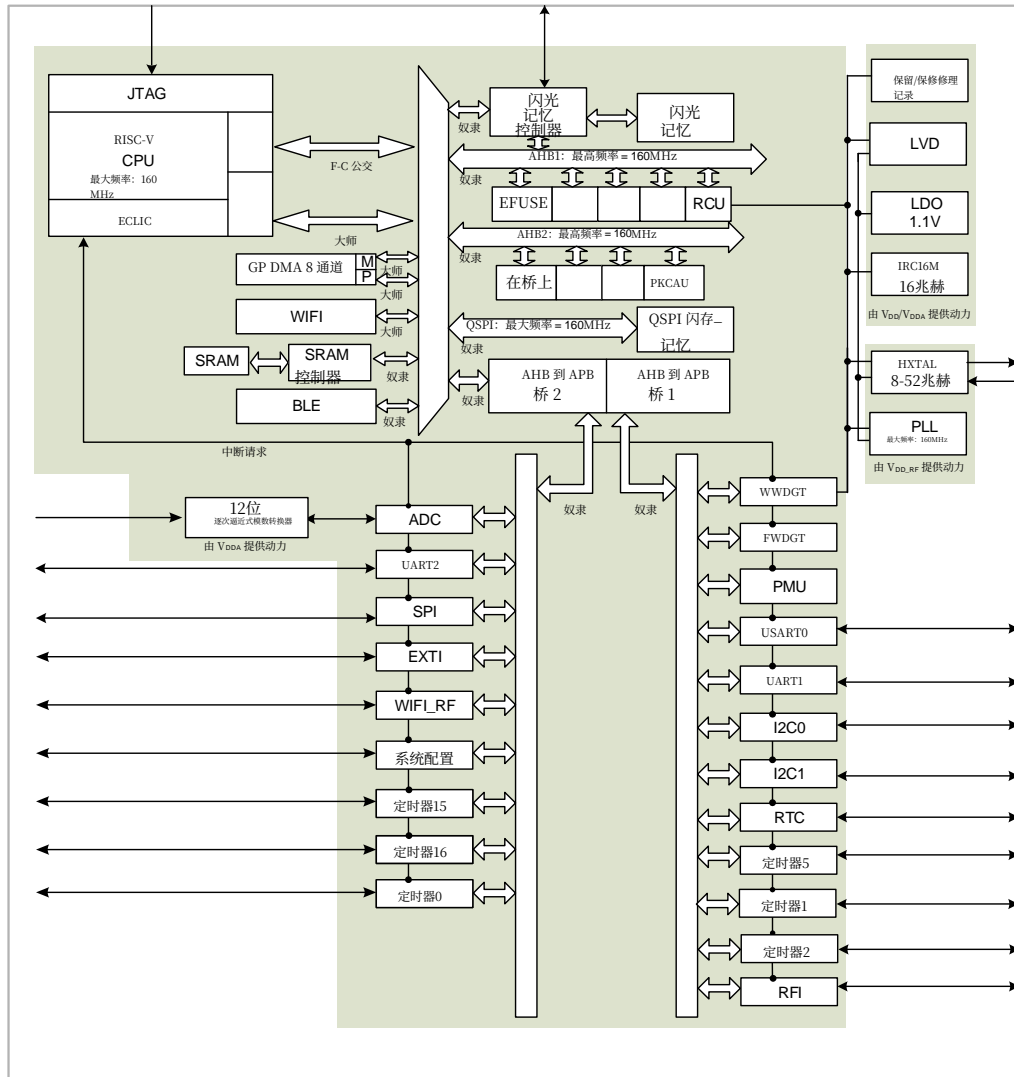 JTAG
RISC-V
CPU
最大频率：160
MHz
ECLIC
F-C 公交
大师
GP DMA 8 通道
M
P
大师
大师
WIFI
大师
SRAM
SRAM
控制器
奴隶
BLE
奴隶
中断请求
奴隶
闪光
记忆
控制器
闪光
记忆
AHB1：最高频率 = 160MHz
奴隶
EFUSE
RCU
AHB2：最高频率 = 160MHz
奴隶
在桥上
PKCAU
QSPI：最大频率 = 160MHz
奴隶
QSPI 闪存–
记忆
奴隶
AHB 到 APB
桥 2
AHB 到 APB
桥 1
奴隶
奴隶
保留/保修修理
记录
LVD
LDO
1.1V
IRC16M
16兆赫
由 VDD/VDDA 提供动力
HXTAL
8-52兆赫
PLL
最大频率：160MHz
由 VDD_RF 提供动力
12位
逐次逼近式模数转换器
由 VDDA 提供动力
ADC
UART2
SPI
EXTI
WIFI_RF
系统配置
定时器15
定时器16
定时器0
WWDGT
FWDGT
PMU
USART0
UART1
I2C0
I2C1
RTC
定时器5
定时器1
定时器2
RFI